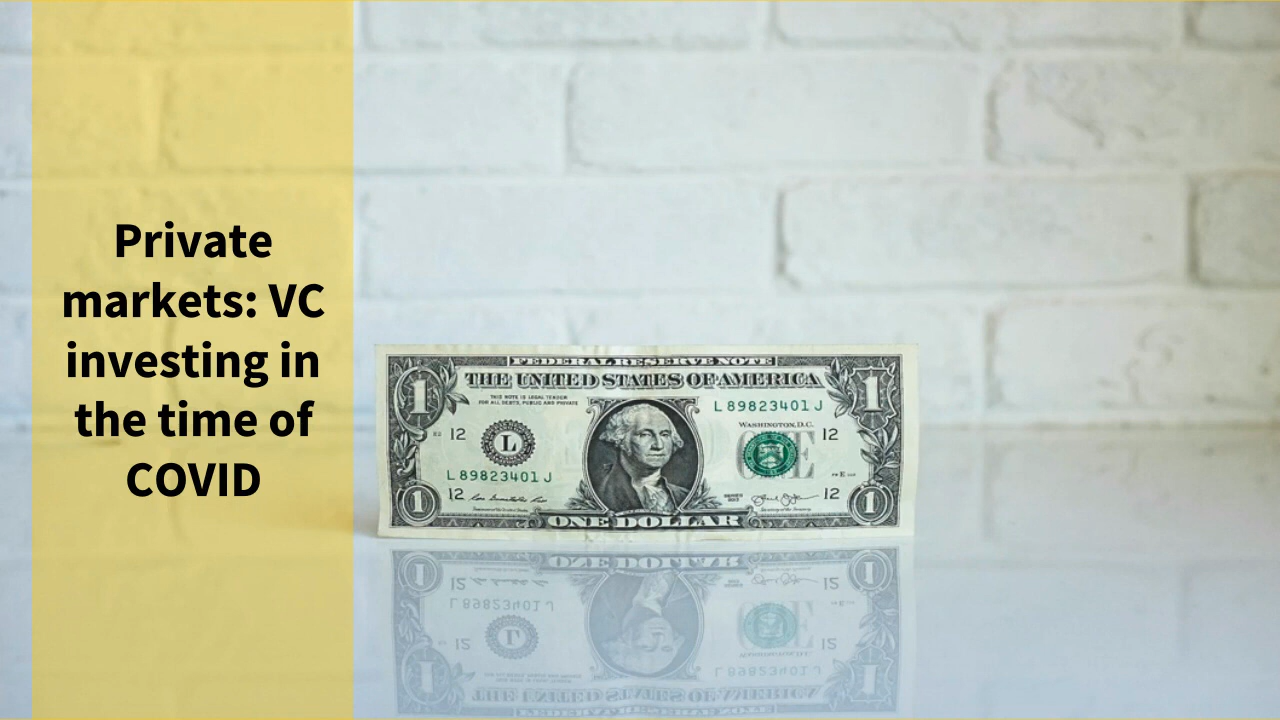 Private
markets: VC
investing in
the time of
COVID
FEDERAL RESERVE NOTE
THE UNITED STATES OF AMERICA
THIS NOTE IS LEGAL TENDER
FOR ALL DEBTS, PUBLIC AND PRIVATE
L 89823401 J
WASHINGTON, D.C.
1
1
12
L
12
ONE
L 89823401 J
12
12
1
1
SERIES
ONE DOLLAR